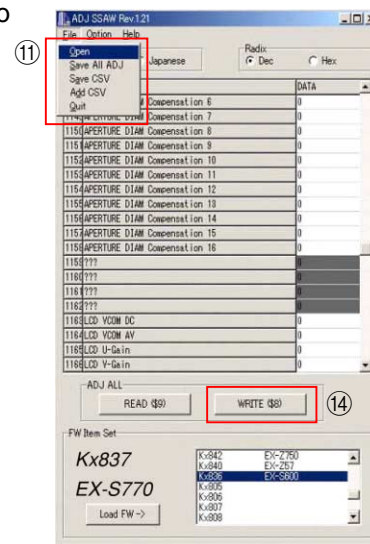 o
ADJ SSAW Rev.1.21
File Option Help
⑪
Open
Save All ADJ
Save CSV
Add CSV
Quit
Japanese
Radix
Dec
Hex
DATA
DIAM Compensation 6 0
APERTURE DIAM Compensation 7 0
1150 APERTURE DIAM Compensation 8 0
1151 APERTURE DIAM Compensation 9 0
1152 APERTURE DIAM Compensation 10 0
1153 APERTURE DIAM Compensation 11 0
1154 APERTURE DIAM Compensation 12 0
1155 APERTURE DIAM Compensation 13 0
1156 APERTURE DIAM Compensation 14 0
1157 APERTURE DIAM Compensation 15 0
1158 APERTURE DIAM Compensation 16 0
1159 ??? 0
1160 ??? 0
1161 ??? 0
1162 ??? 0
1163 LCD VCOM DC 0
1164 LCD VCOM AV 0
1165 LCD U-Gain 0
1166 LCD V-Gain 0
ADJ ALL
READ ($9)
WRITE ($8)
⑭
FW Item Set
Kx837
EX-S770
Load FW ->
Kx842 EX-Z750
Kx840 EX-Z57
Kx836 EX-S600
Kx805
Kx806
Kx807
Kx808